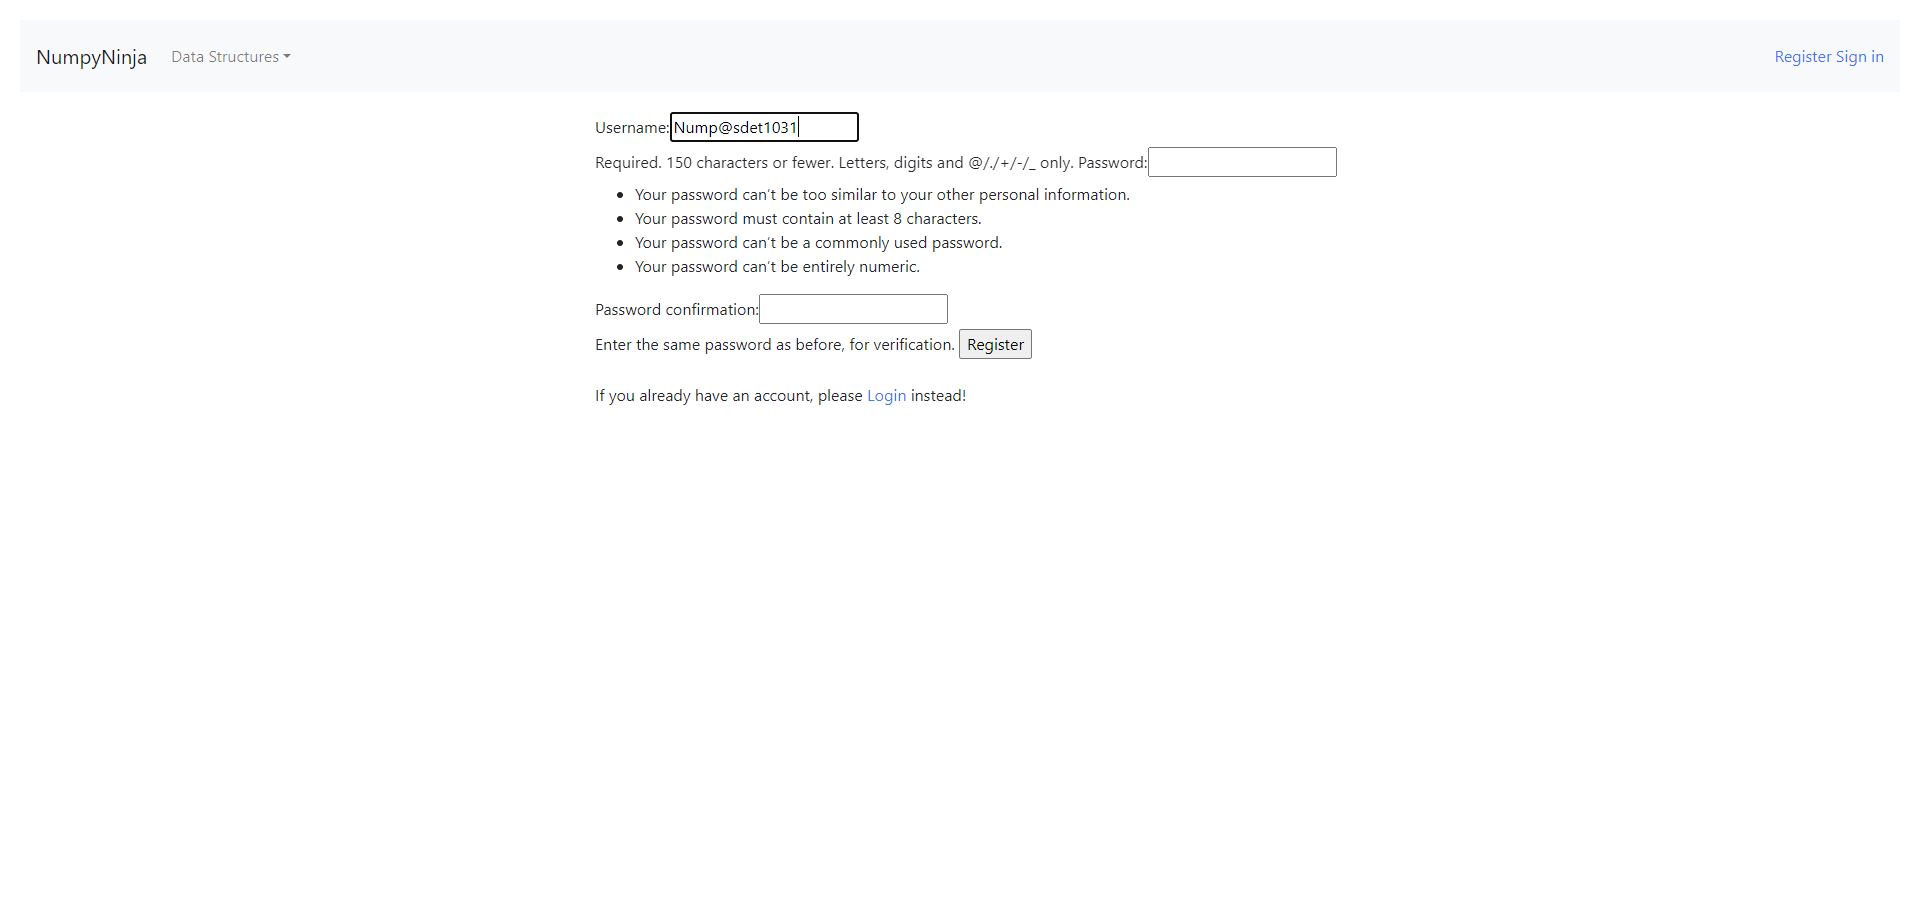 NumpyNinja Data Structures Register Sign in
Username: Nump@sdet1031
Required. 150 characters or fewer. Letters, digits and @/./+/-/_ only. Password:
Your password can't be too similar to your other personal information.
Your password must contain at least 8 characters.
Your password can't be a commonly used password.
Your password can't be entirely numeric.
Password confirmation:
Enter the same password as before, for verification. Register
If you already have an account, please Login instead!